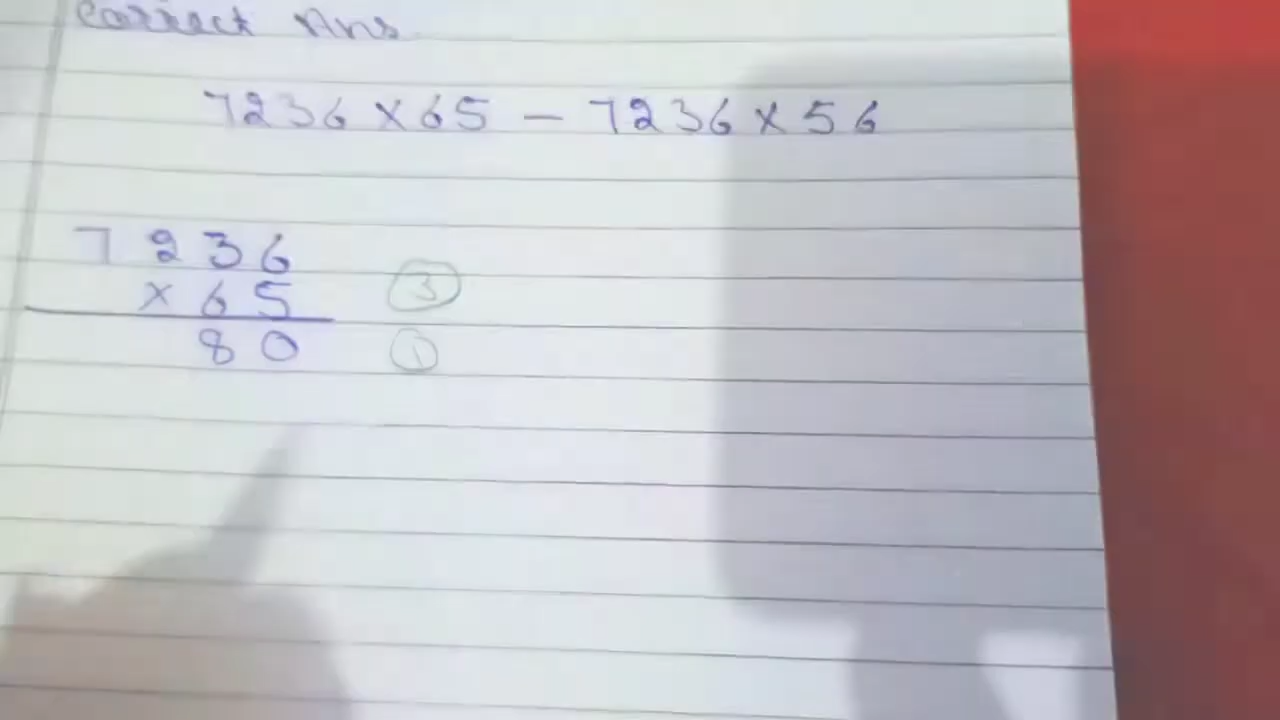 Correct Ans
7236 × 65 — 7236 × 56
7236
× 65 3
80 1